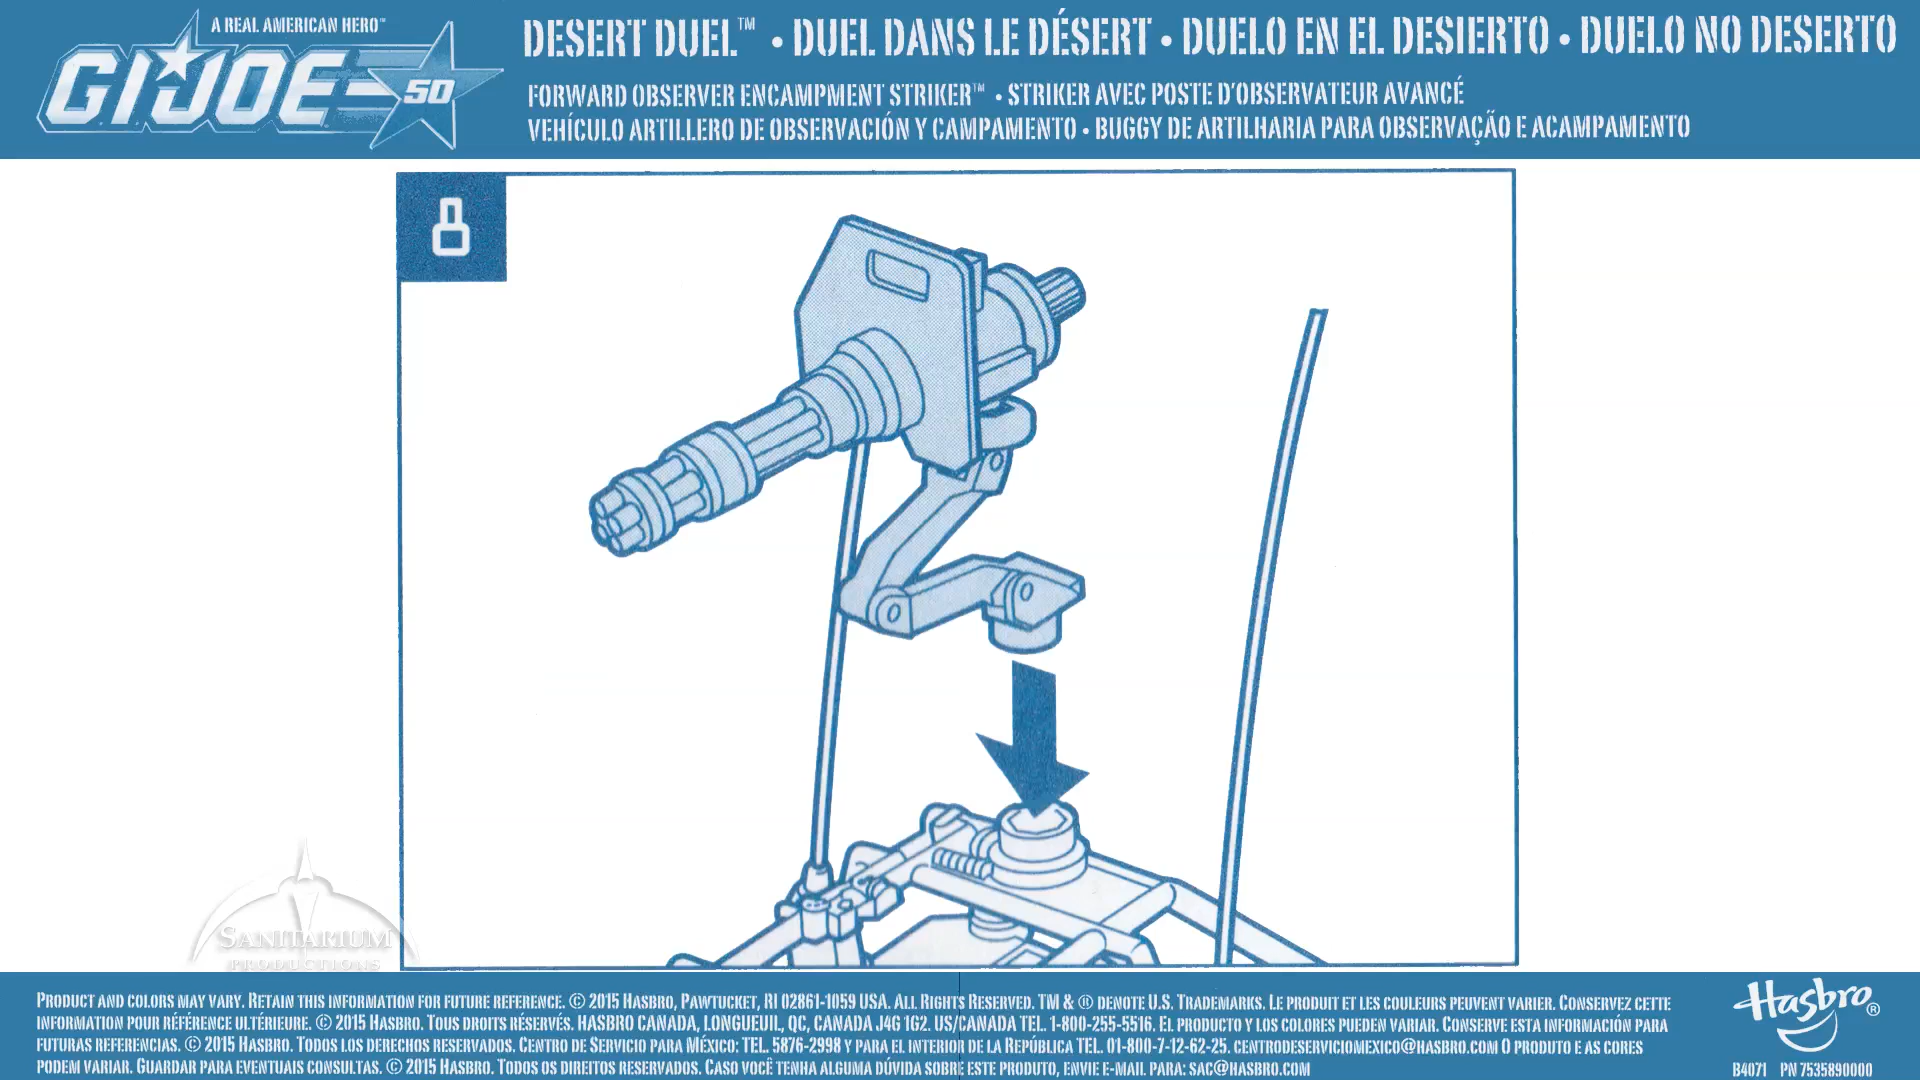 A REAL AMERICAN HERO™
G.I. JOE 50
DESERT DUEL™ • DUEL DANS LE DÉSERT • DUELO EN EL DESIERTO • DUELO NO DESERTO
FORWARD OBSERVER ENCAMPMENT STRIKER™ • STRIKER AVEC POSTE D'OBSERVATEUR AVANCÉ
VEHÍCULO ARTILLERO DE OBSERVACIÓN Y CAMPAMENTO • BUGGY DE ARTILHARIA PARA OBSERVAÇÃO E ACAMPAMENTO
8
SANITARIUM
PRODUCTIONS
PRODUCT AND COLORS MAY VARY. RETAIN THIS INFORMATION FOR FUTURE REFERENCE. © 2015 HASBRO, PAWTUCKET, RI 02861-1059 USA. ALL RIGHTS RESERVED. TM & ® DENOTE U.S. TRADEMARKS. LE PRODUIT ET LES COULEURS PEUVENT VARIER. CONSERVEZ CETTE
INFORMATION POUR RÉFÉRENCE ULTÉRIEURE. © 2015 HASBRO. TOUS DROITS RÉSERVÉS. HASBRO CANADA, LONGUEUIL, QC, CANADA J4G 1G2. US/CANADA TEL. 1-800-255-5516. EL PRODUCTO Y LOS COLORES PUEDEN VARIAR. CONSERVE ESTA INFORMACIÓN PARA
FUTURAS REFERENCIAS. © 2015 HASBRO. TODOS LOS DERECHOS RESERVADOS. CENTRO DE SERVICIO PARA MÉXICO: TEL. 5876-2998 Y PARA EL INTERIOR DE LA REPÚBLICA TEL. 01-800-7-12-62-25. CENTRODESERVICIOMEXICO@HASBRO.COM O PRODUTO E AS CORES
PODEM VARIAR. GUARDAR PARA EVENTUAIS CONSULTAS. © 2015 HASBRO. TODOS OS DIREITOS RESERVADOS. CASO VOCÊ TENHA ALGUMA DÚVIDA SOBRE ESTE PRODUTO, ENVIE E-MAIL PARA: SAC@HASBRO.COM
Hasbro®
B4071 PN 7535890000